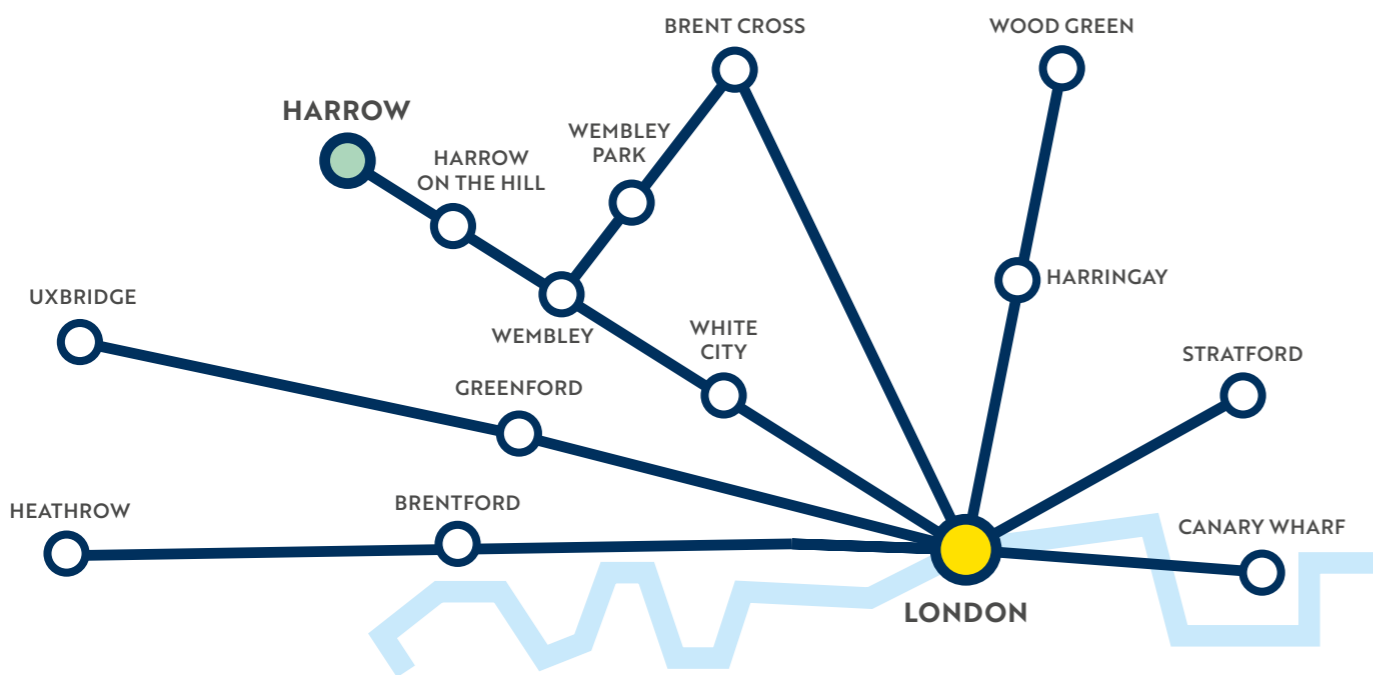 BRENT CROSS
WOOD GREEN
HARROW
WEMBLEY
PARK
HARROW
ON THE HILL
HARRINGAY
UXBRIDGE
WEMBLEY
WHITE
CITY
STRATFORD
GREENFORD
HEATHROW
BRENTFORD
CANARY WHARF
LONDON